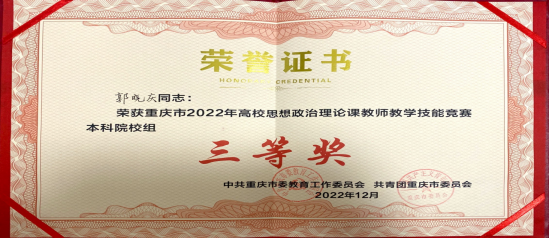 荣誉证书
HONORARY CREDENTIAL
郭晓庆同志：
荣获重庆市2022年高校思想政治理论课教师教学技能竞赛
本科院校组
三等奖
中共重庆市委教育工作委员会 共青团重庆市委员会
2022年12月